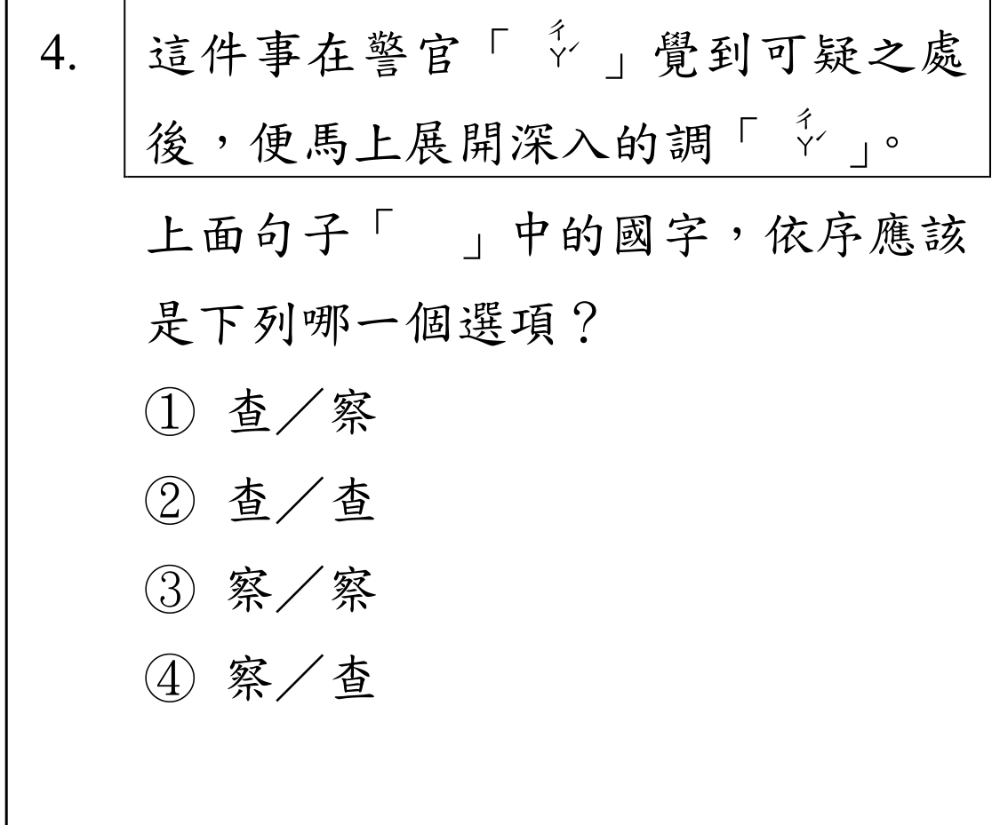 4. 這件事在警官「ㄔㄚˊ」覺到可疑之處
後，便馬上展開深入的調「ㄔㄚˊ」。
上面句子「　」中的國字，依序應該
是下列哪一個選項？
① 查／察
② 查／查
③ 察／察
④ 察／查